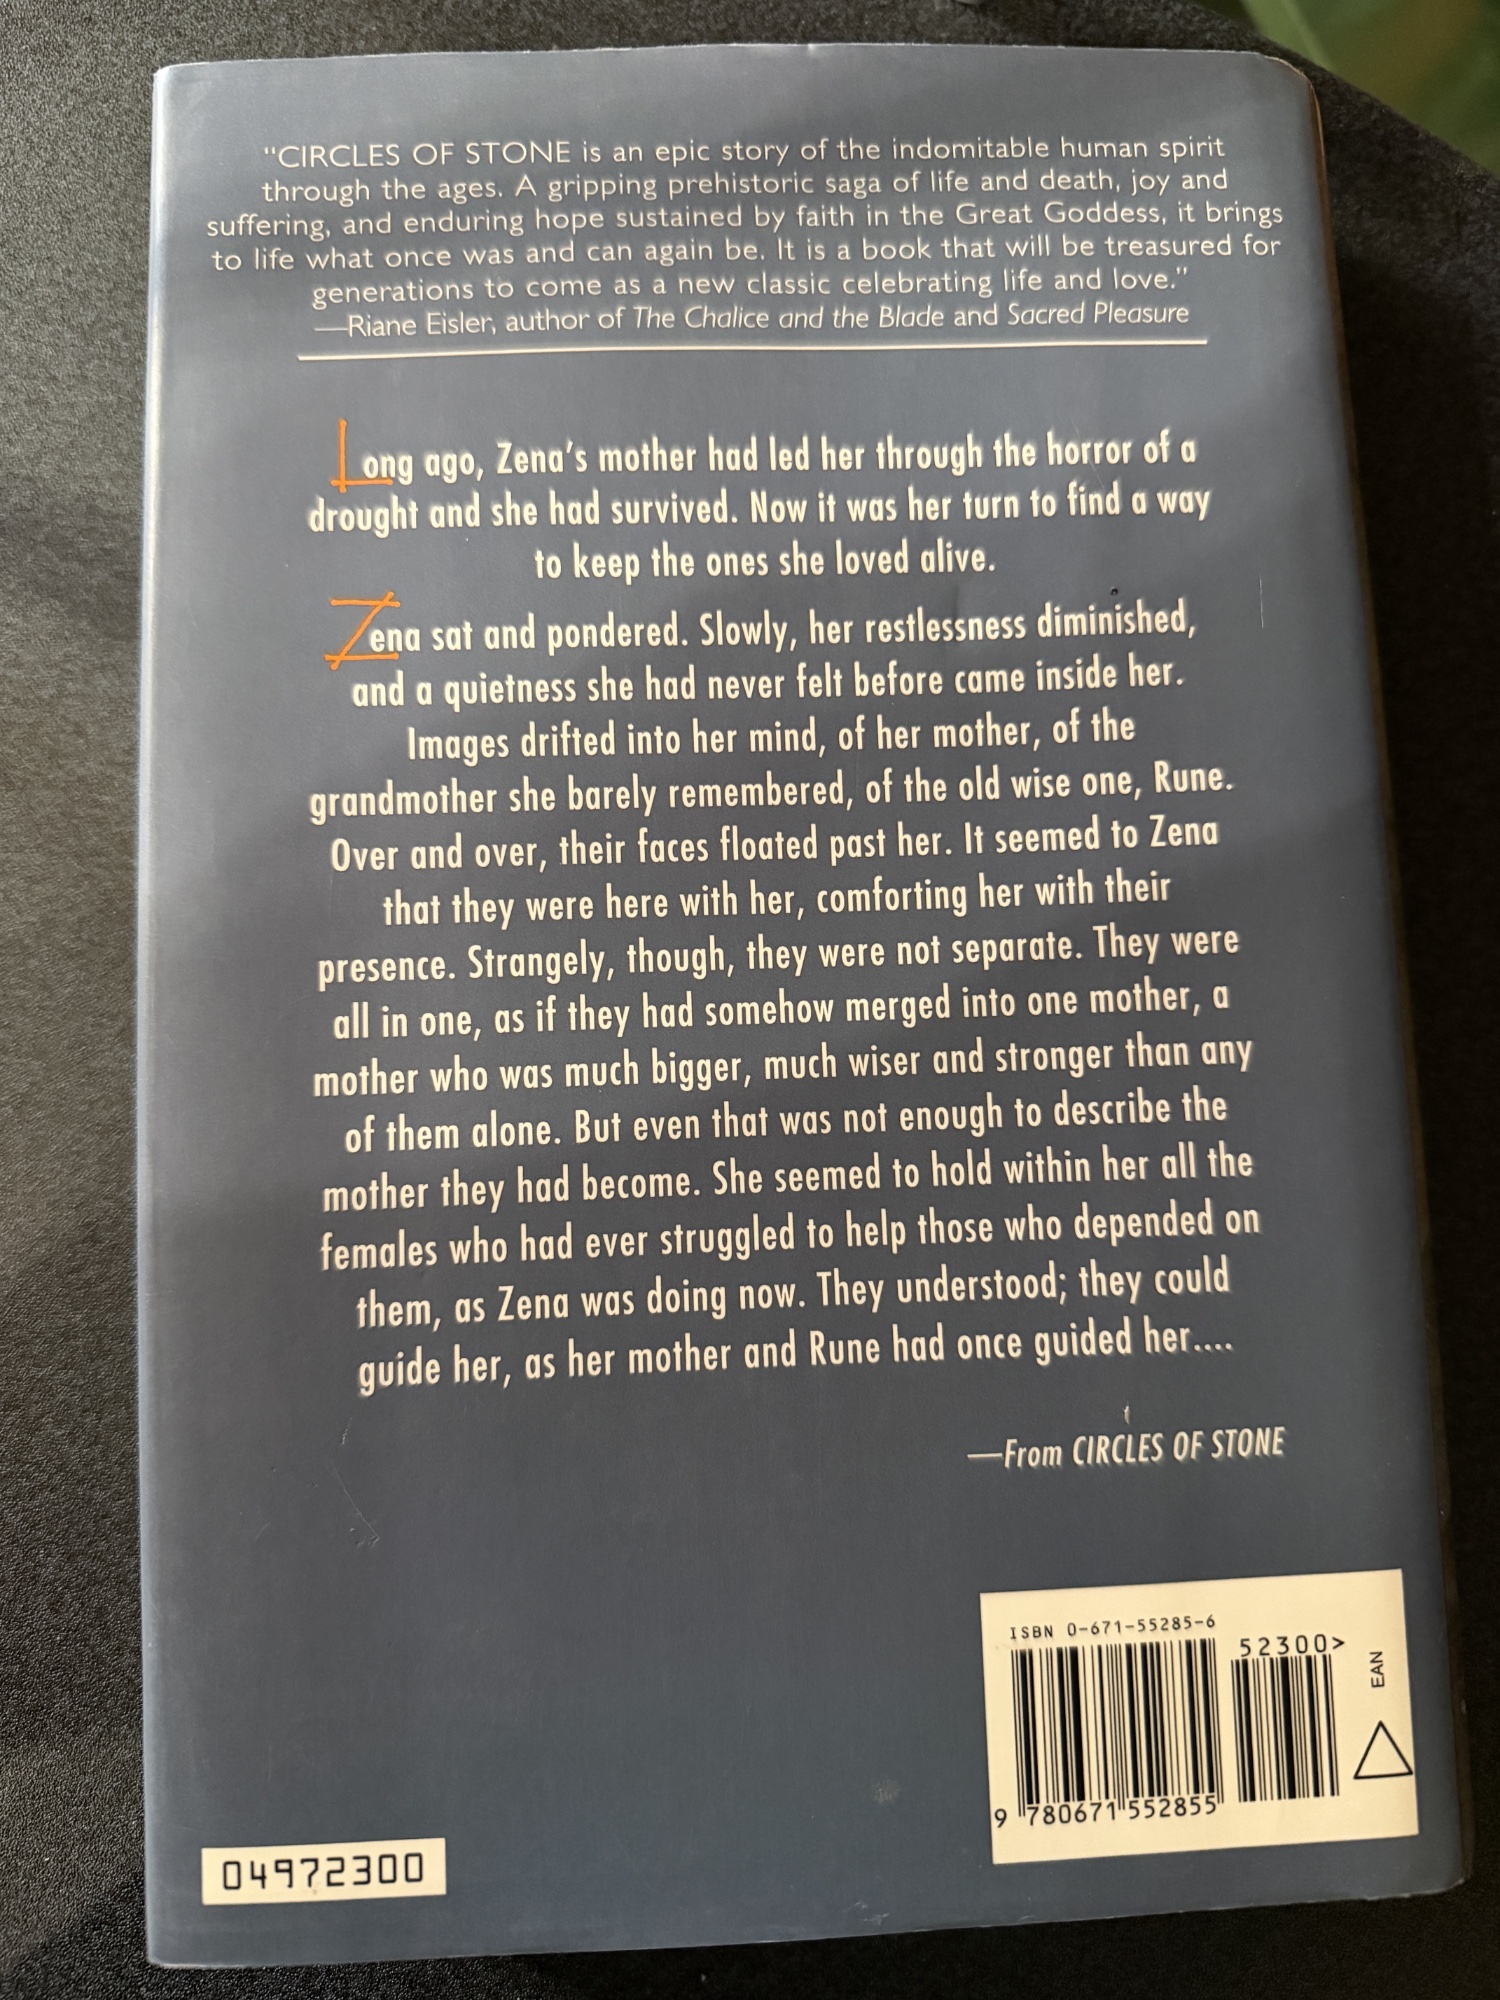 "CIRCLES OF STONE is an epic story of the indomitable human spirit
through the ages. A gripping prehistoric saga of life and death, joy and
suffering, and enduring hope sustained by faith in the Great Goddess, it brings
to life what once was and can again be. It is a book that will be treasured for
generations to come as a new classic celebrating life and love."
—Riane Eisler, author of The Chalice and the Blade and Sacred Pleasure
Long ago, Zena's mother had led her through the horror of a
drought and she had survived. Now it was her turn to find a way
to keep the ones she loved alive.
Zena sat and pondered. Slowly, her restlessness diminished,
and a quietness she had never felt before came inside her.
Images drifted into her mind, of her mother, of the
grandmother she barely remembered, of the old wise one, Rune.
Over and over, their faces floated past her. It seemed to Zena
that they were here with her, comforting her with their
presence. Strangely, though, they were not separate. They were
all in one, as if they had somehow merged into one mother, a
mother who was much bigger, much wiser and stronger than any
of them alone. But even that was not enough to describe the
mother they had become. She seemed to hold within her all the
females who had ever struggled to help those who depended on
them, as Zena was doing now. They understood; they could
guide her, as her mother and Rune had once guided her....
—From CIRCLES OF STONE
ISBN 0-671-55285-6
52300>
EAN
9 780671 552855
04972300